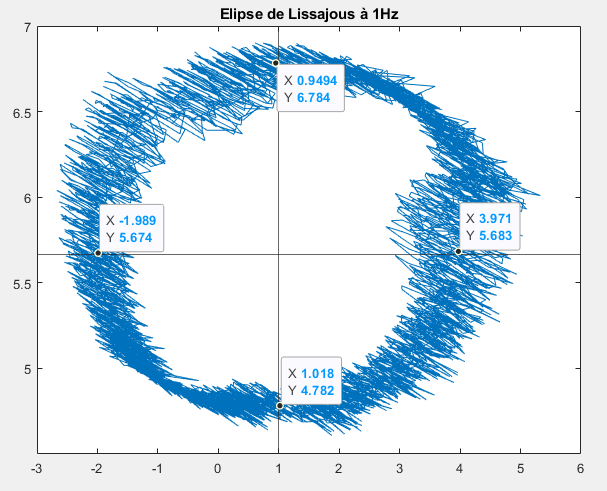 Elipse de Lissajous à 1Hz
7
6.5
6
5.5
5
X 0.9494
Y 6.784
X -1.989
Y 5.674
X 3.971
Y 5.683
X 1.018
Y 4.782
-3 -2 -1 0 1 2 3 4 5 6